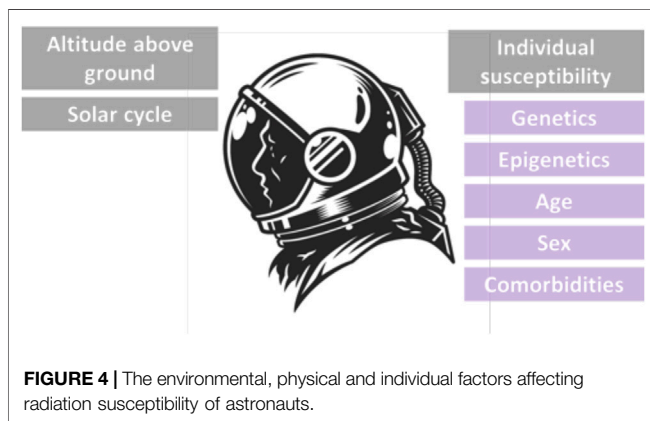 Altitude above
ground
Solar cycle
Individual
susceptibility
Genetics
Epigenetics
Age
Sex
Comorbidities
FIGURE 4 | The environmental, physical and individual factors affecting
radiation susceptibility of astronauts.